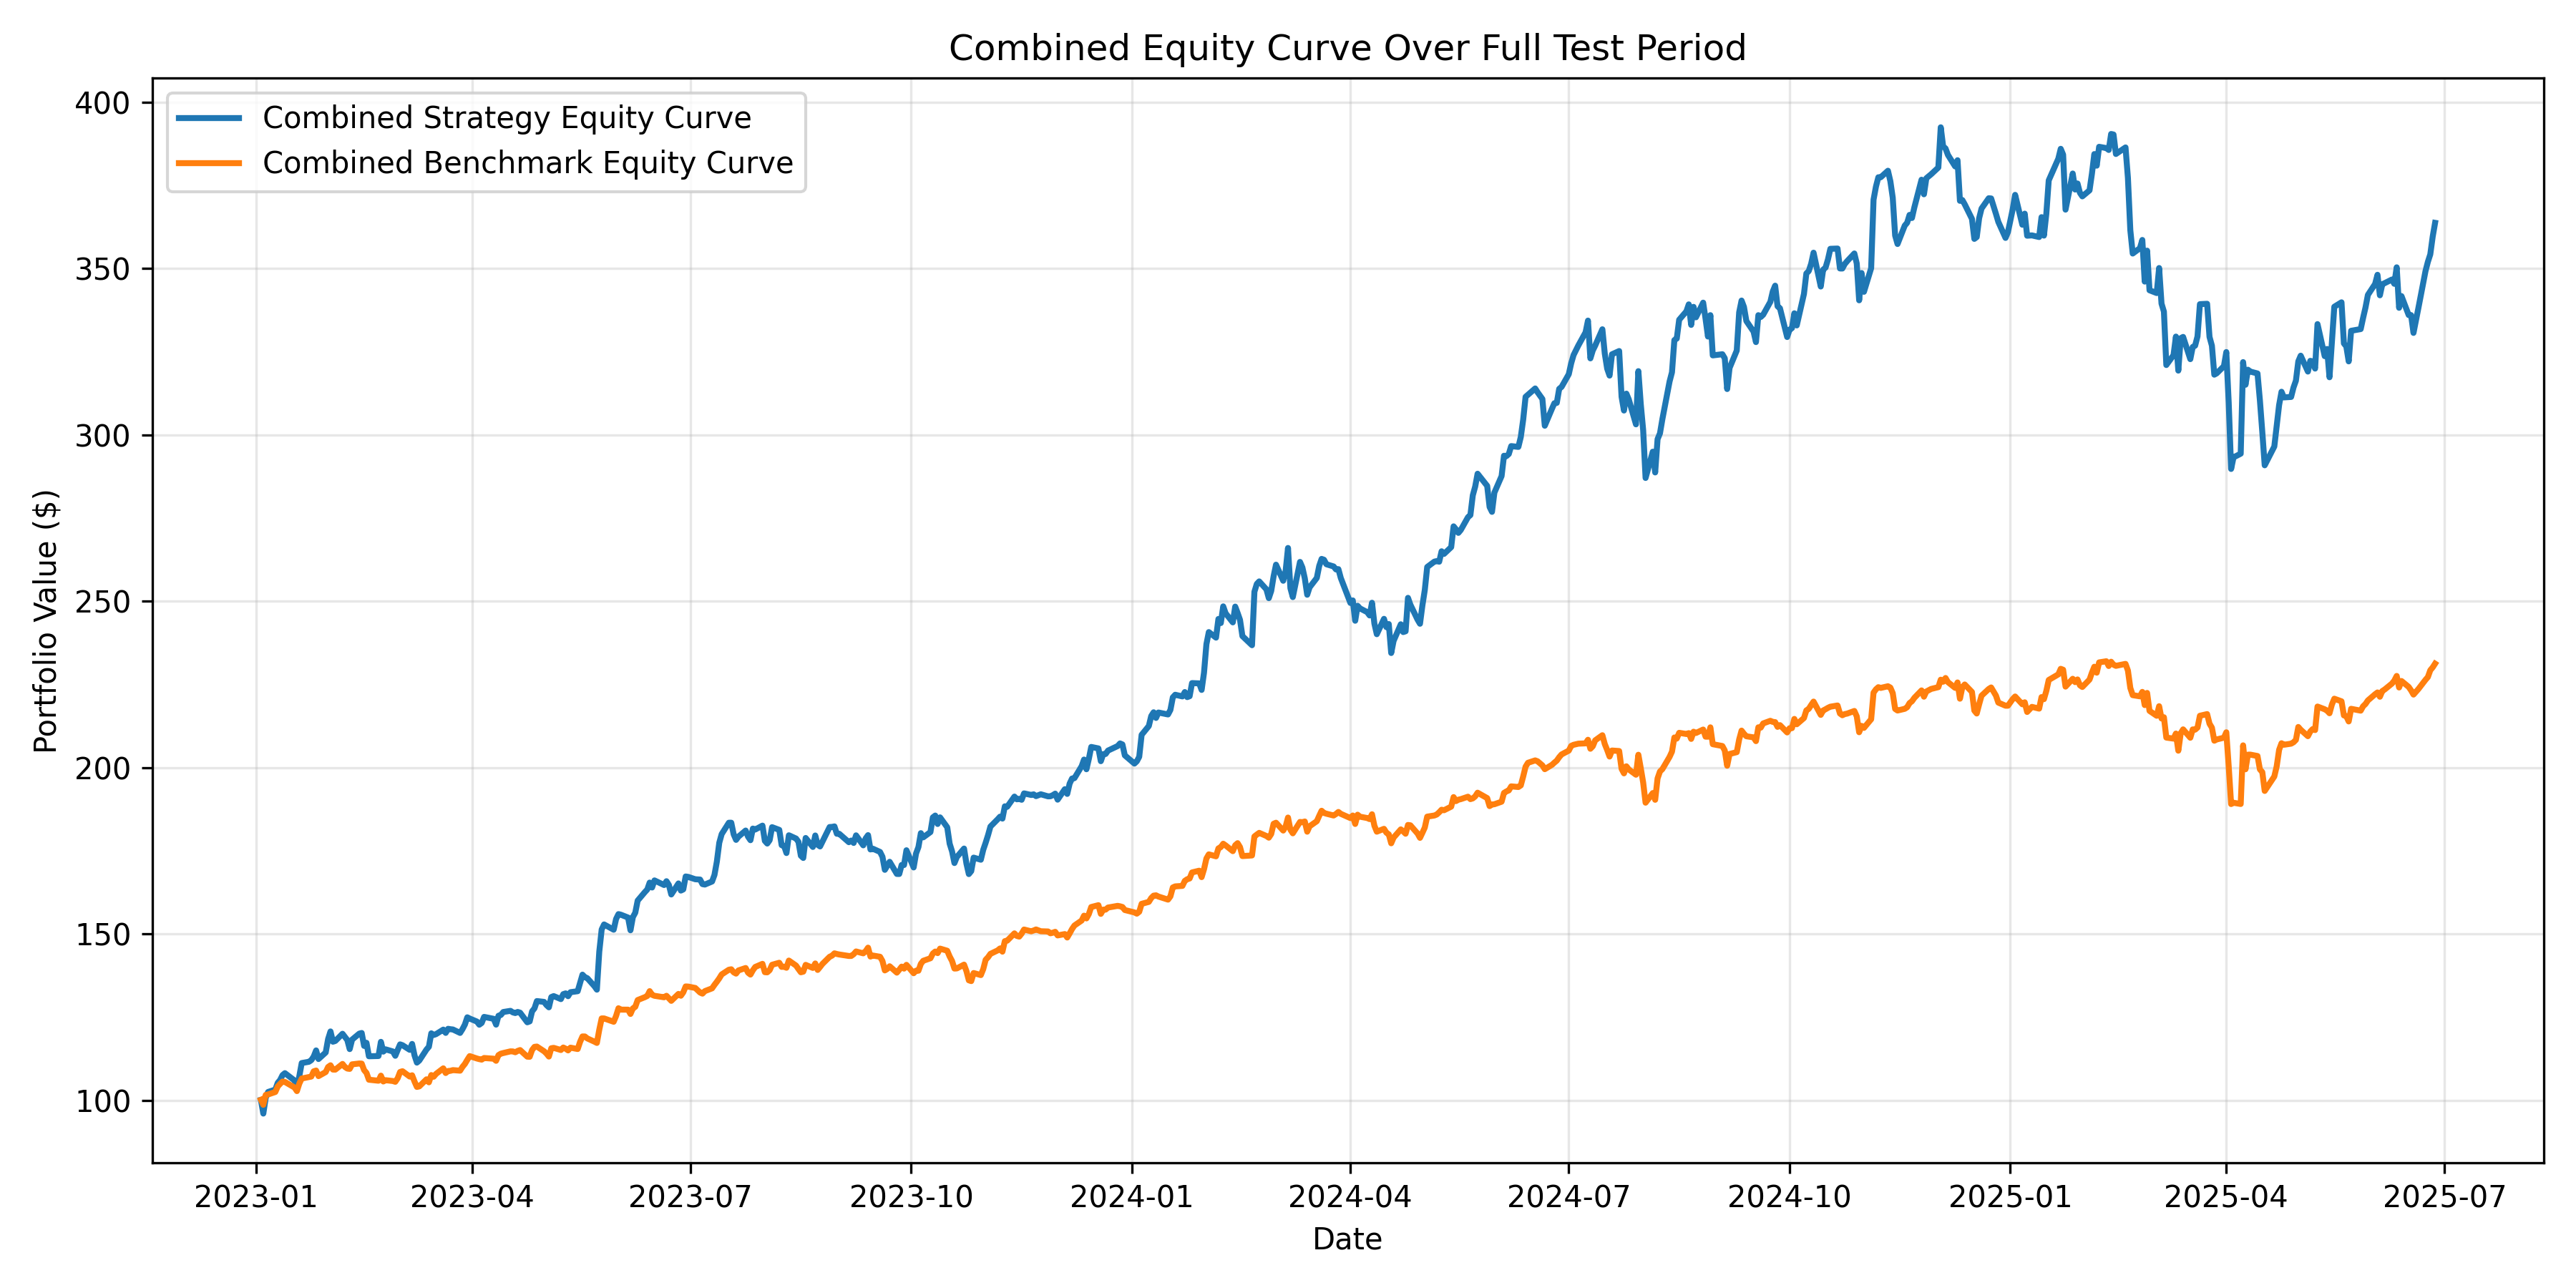 Combined Equity Curve Over Full Test Period
Combined Strategy Equity Curve
Combined Benchmark Equity Curve
Portfolio Value ($)
400
350
300
250
200
150
100
2023-01 2023-04 2023-07 2023-10 2024-01 2024-04 2024-07 2024-10 2025-01 2025-04 2025-07
Date